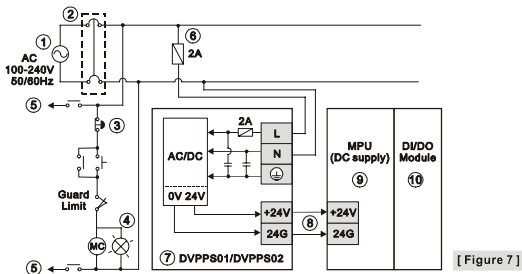 ①
②
③
④
⑤
⑤
⑥
2A
AC
100-240V
50/60Hz
Guard
Limit
MC
2A
L
N
AC/DC
0V 24V
+24V
24G
⑦ DVPPS01/DVPPS02
⑧
MPU
(DC supply)
⑨
+24V
24G
DI/DO
Module
⑩
[ Figure 7 ]